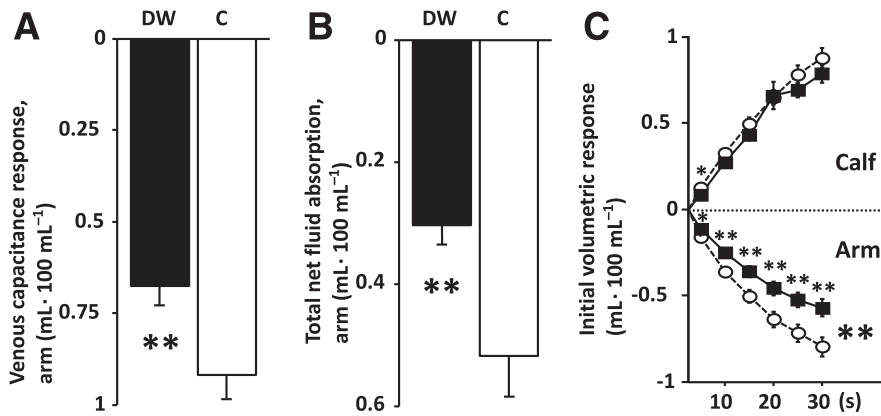 A
DW C
Venous capacitance response,
arm (mL· 100 mL⁻¹)
0
0.25
0.5
0.75
1
**
B
DW C
Total net fluid absorption,
arm (mL· 100 mL⁻¹)
0
0.2
0.4
0.6
**
C
Initial volumetric response
(mL· 100 mL⁻¹)
1
0.5
0
-0.5
-1
*
Calf
*
** ** ** ** **
Arm
**
10 20 30 (s)